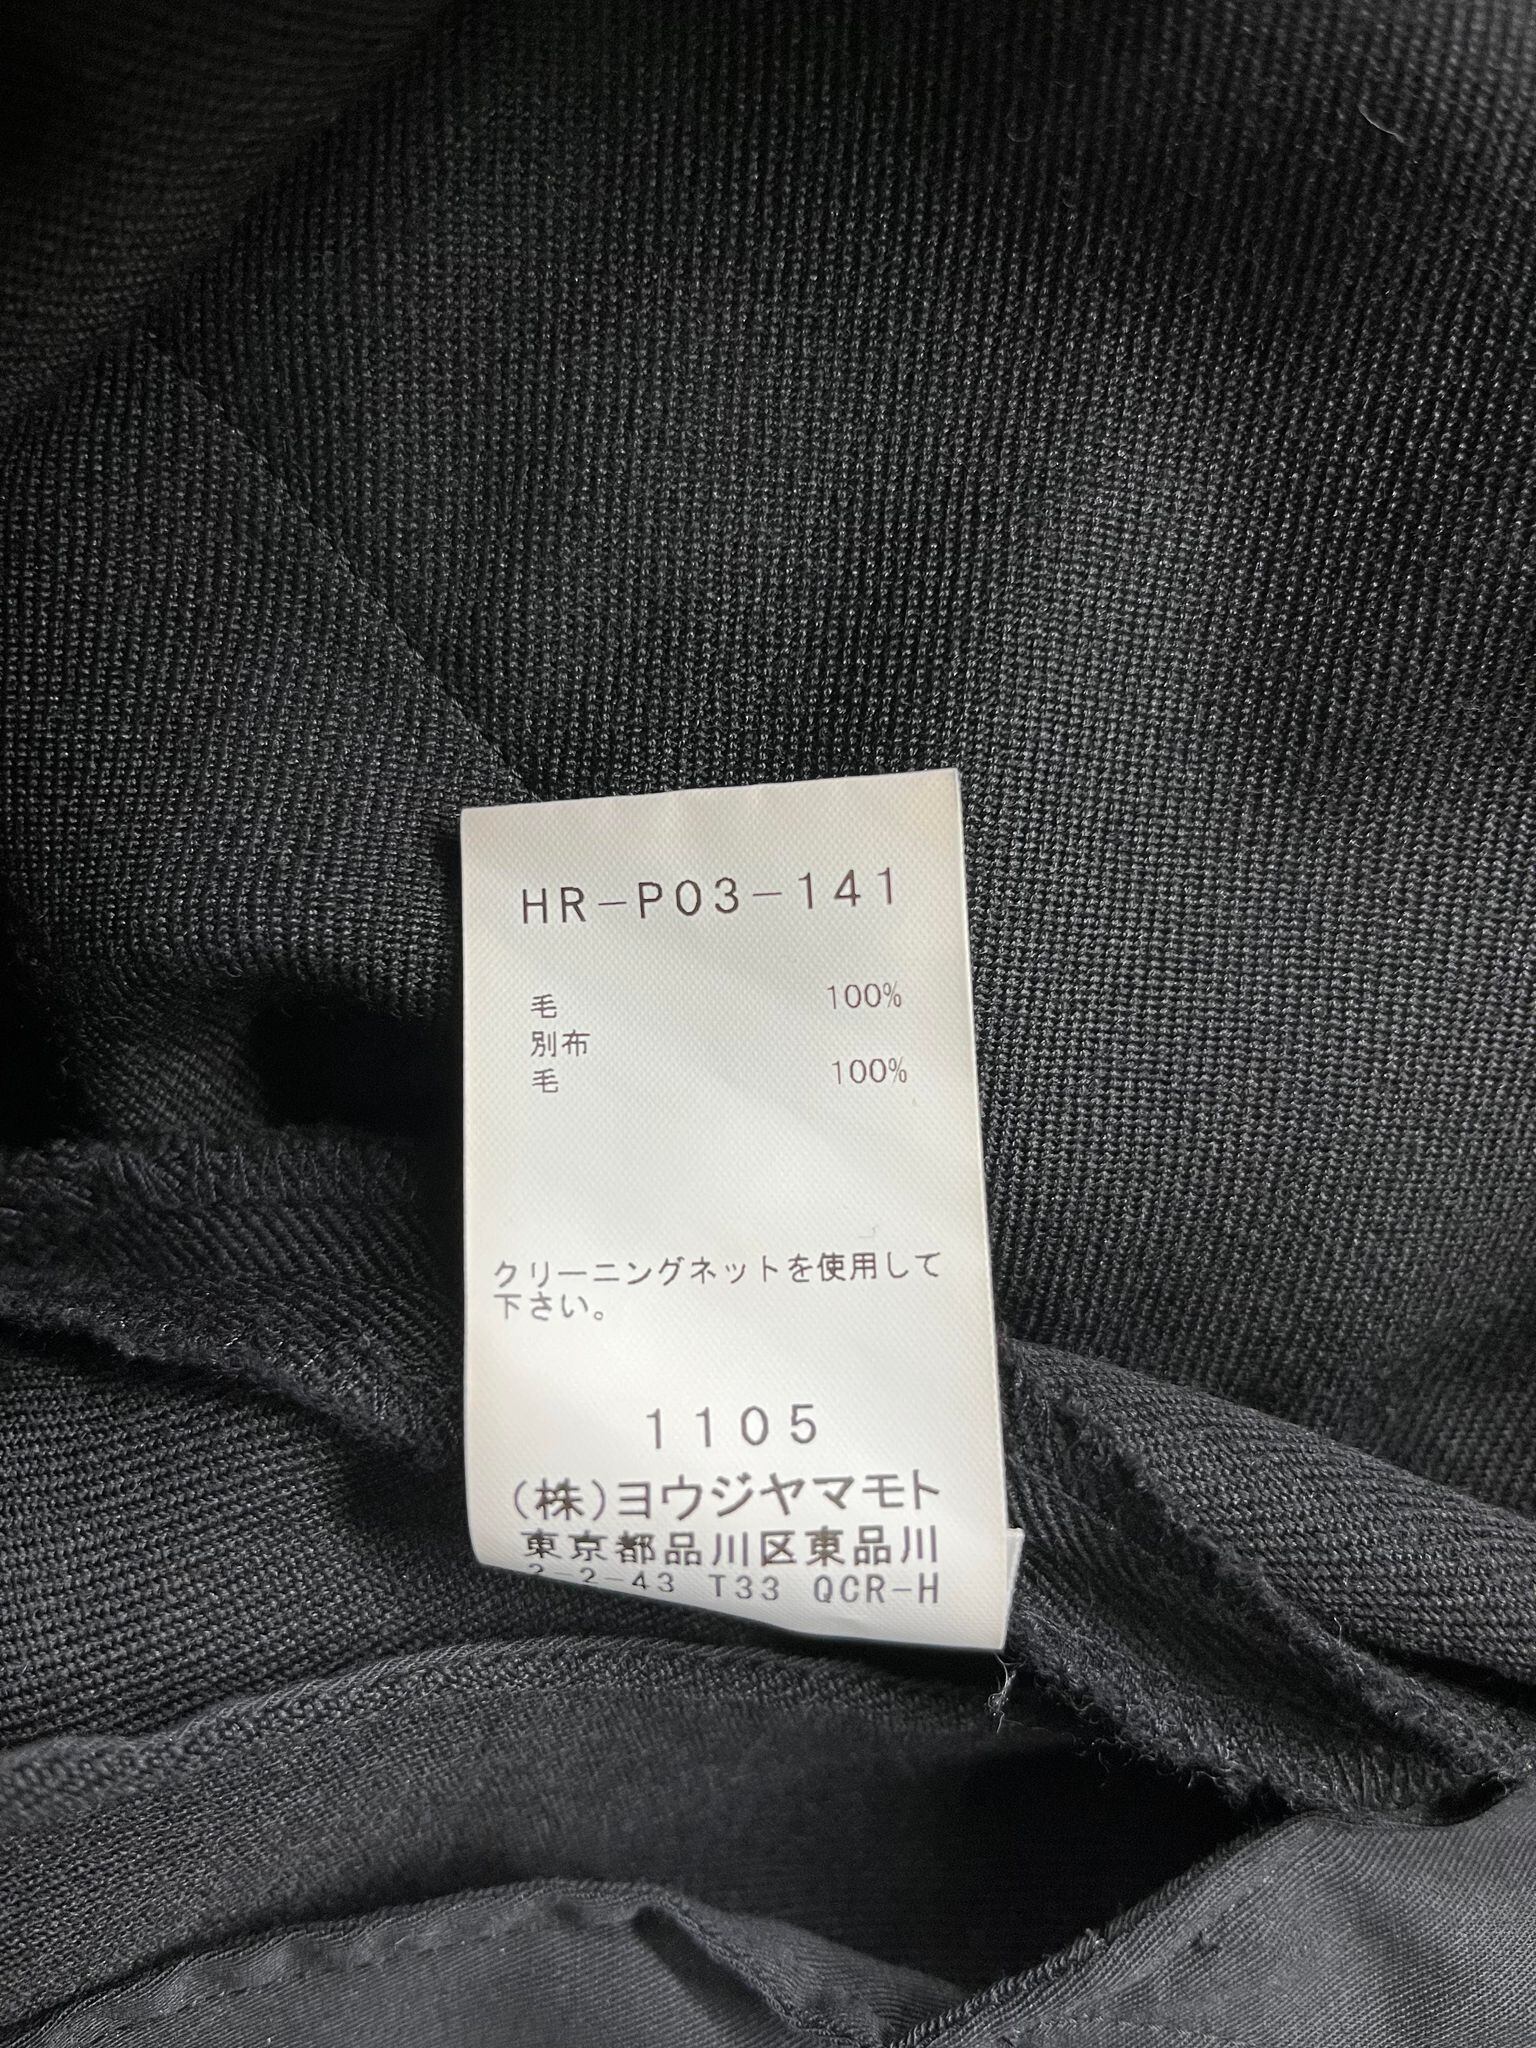 HR-P03-141
毛 100%
別布
毛 100%
クリーニングネットを使用して
下さい。
1105
(株)ヨウジヤマモト
東京都品川区東品川
2-2-43 T33 QCR-H